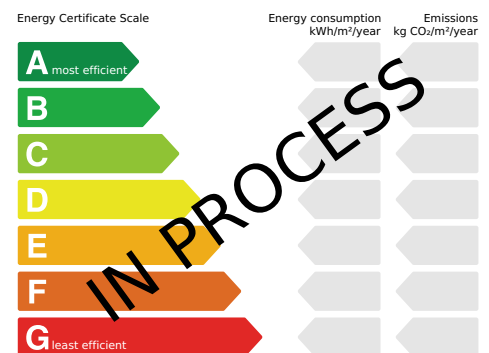 Energy Certificate Scale
Energy consumption
kWh/m²/year
Emissions
kg CO₂/m²/year
A most efficient
B
C
D
E
F
G least efficient
IN PROCESS